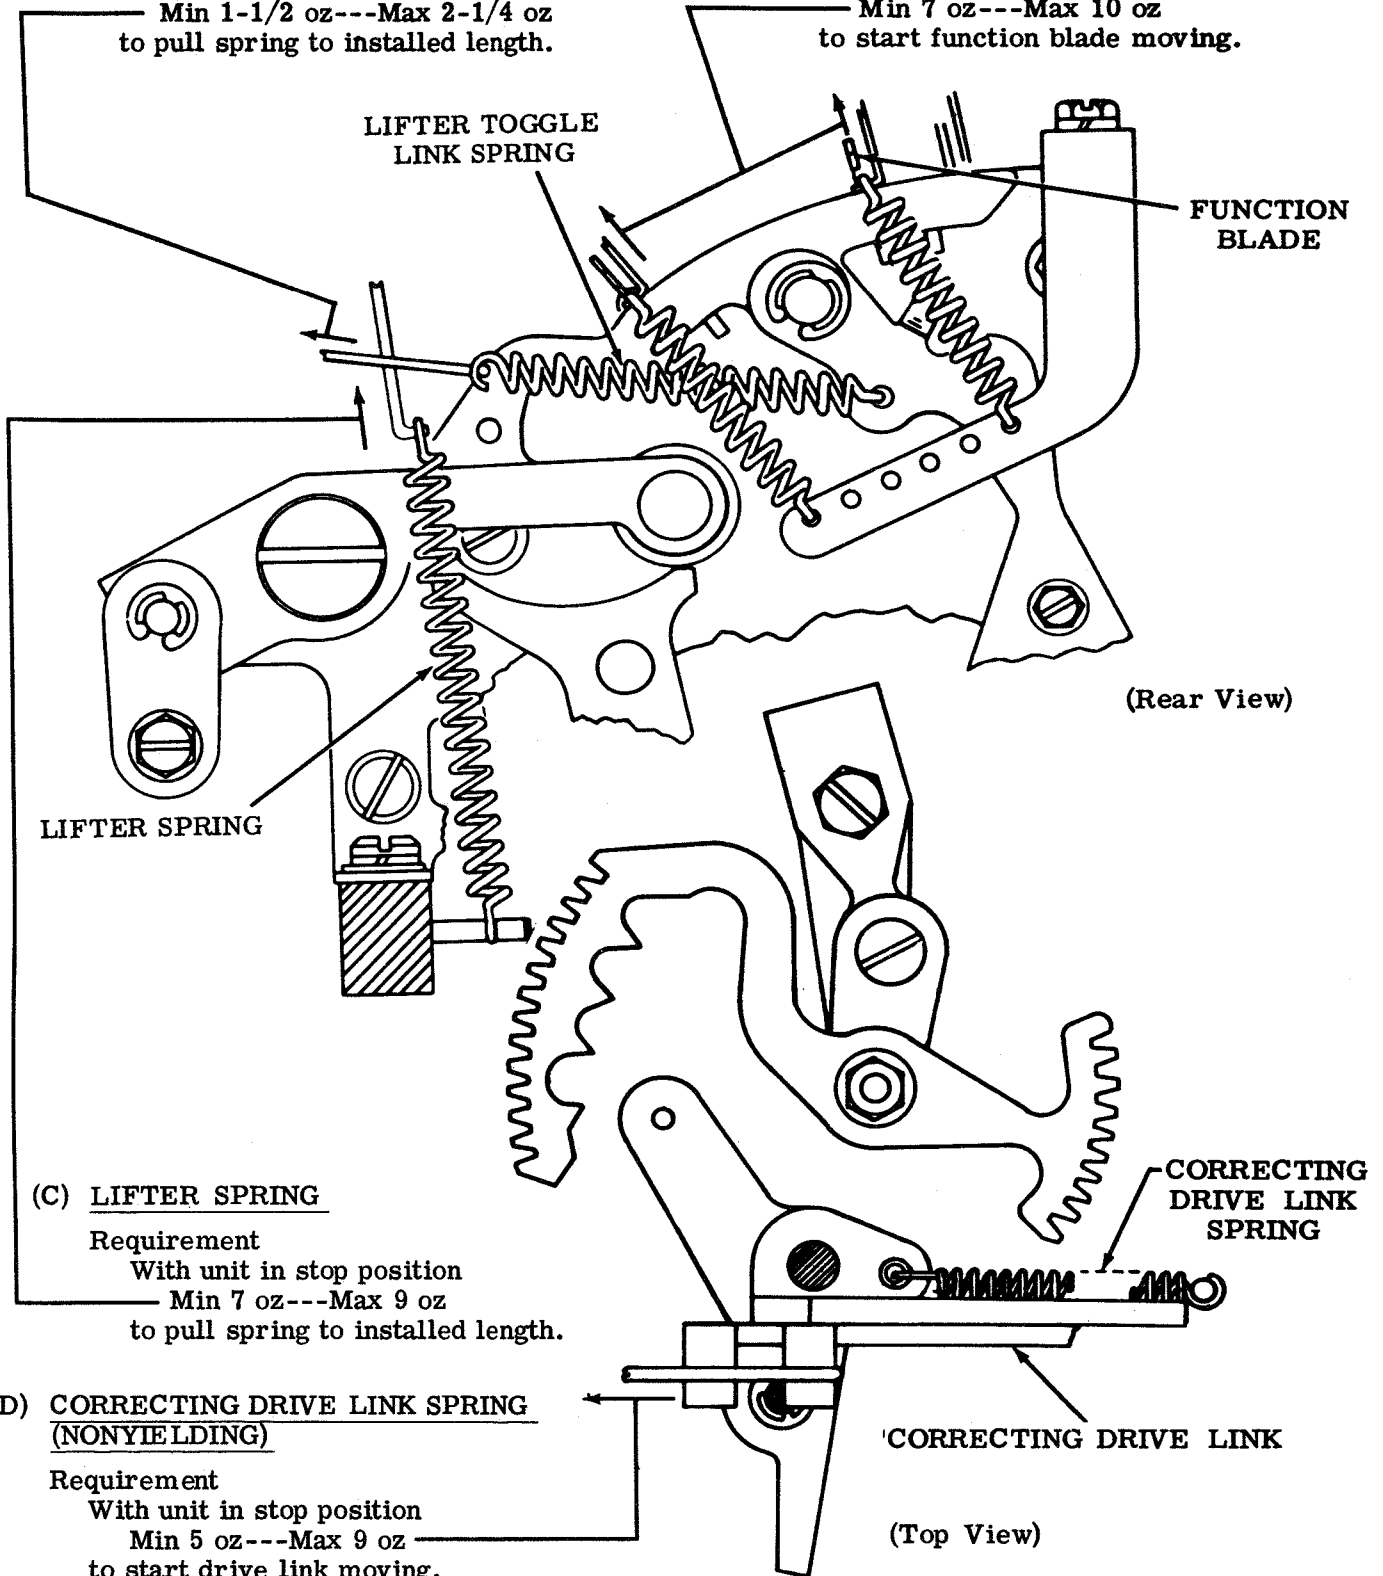 Min 1-1/2 oz---Max 2-1/4 oz
to pull spring to installed length.
Min 7 oz---Max 10 oz
to start function blade moving.
LIFTER TOGGLE
LINK SPRING
FUNCTION
BLADE
(Rear View)
LIFTER SPRING
(C) LIFTER SPRING
Requirement
With unit in stop position
Min 7 oz---Max 9 oz
to pull spring to installed length.
CORRECTING
DRIVE LINK
SPRING
D) CORRECTING DRIVE LINK SPRING
(NONYIELDING)
Requirement
With unit in stop position
Min 5 oz---Max 9 oz
to start drive link moving.
CORRECTING DRIVE LINK
(Top View)